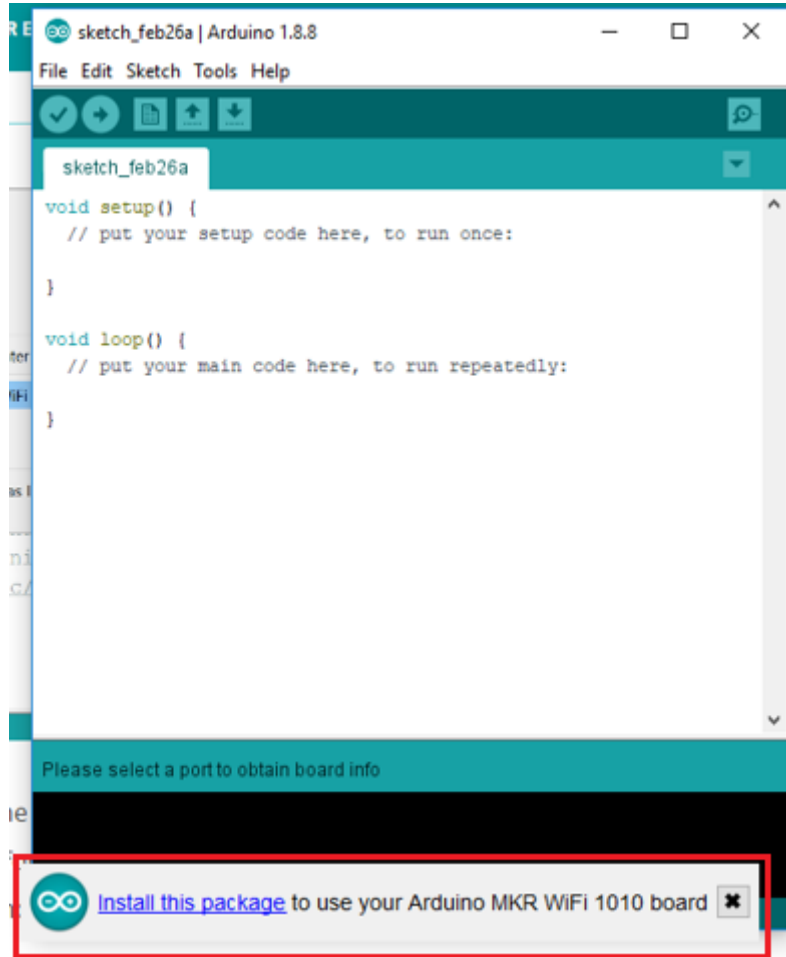 R E
sketch_feb26a | Arduino 1.8.8
File Edit Sketch Tools Help
sketch_feb26a
void setup() {
// put your setup code here, to run once:
}
void loop() {
// put your main code here, to run repeatedly:
}
Please select a port to obtain board info
Install this package to use your Arduino MKR WiFi 1010 board